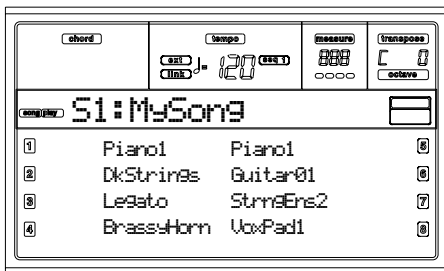 chord tempo measure transpose
ext ♩= 120 seq 1 888 C 0
link octave
song play S1:MySong
1 Piano1 Piano1 5
2 DkStrings Guitar01 6
3 Legato StrngEns2 7
4 BrassyHorn VoxPad1 8